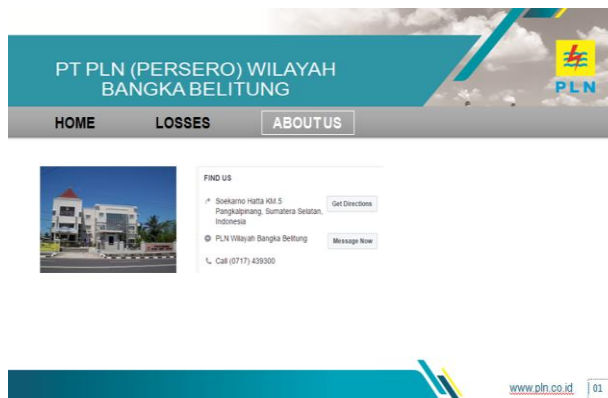 PT PLN (PERSERO) WILAYAH
BANGKA BELITUNG
PLN
HOME LOSSES ABOUT US
FIND US
Soekarno Hatta KM.5
Pangkalpinang, Sumatera Selatan,
Indonesia
Get Directions
PLN Wilayah Bangka Belitung
Message Now
Call (0717) 439300
www.pln.co.id 01